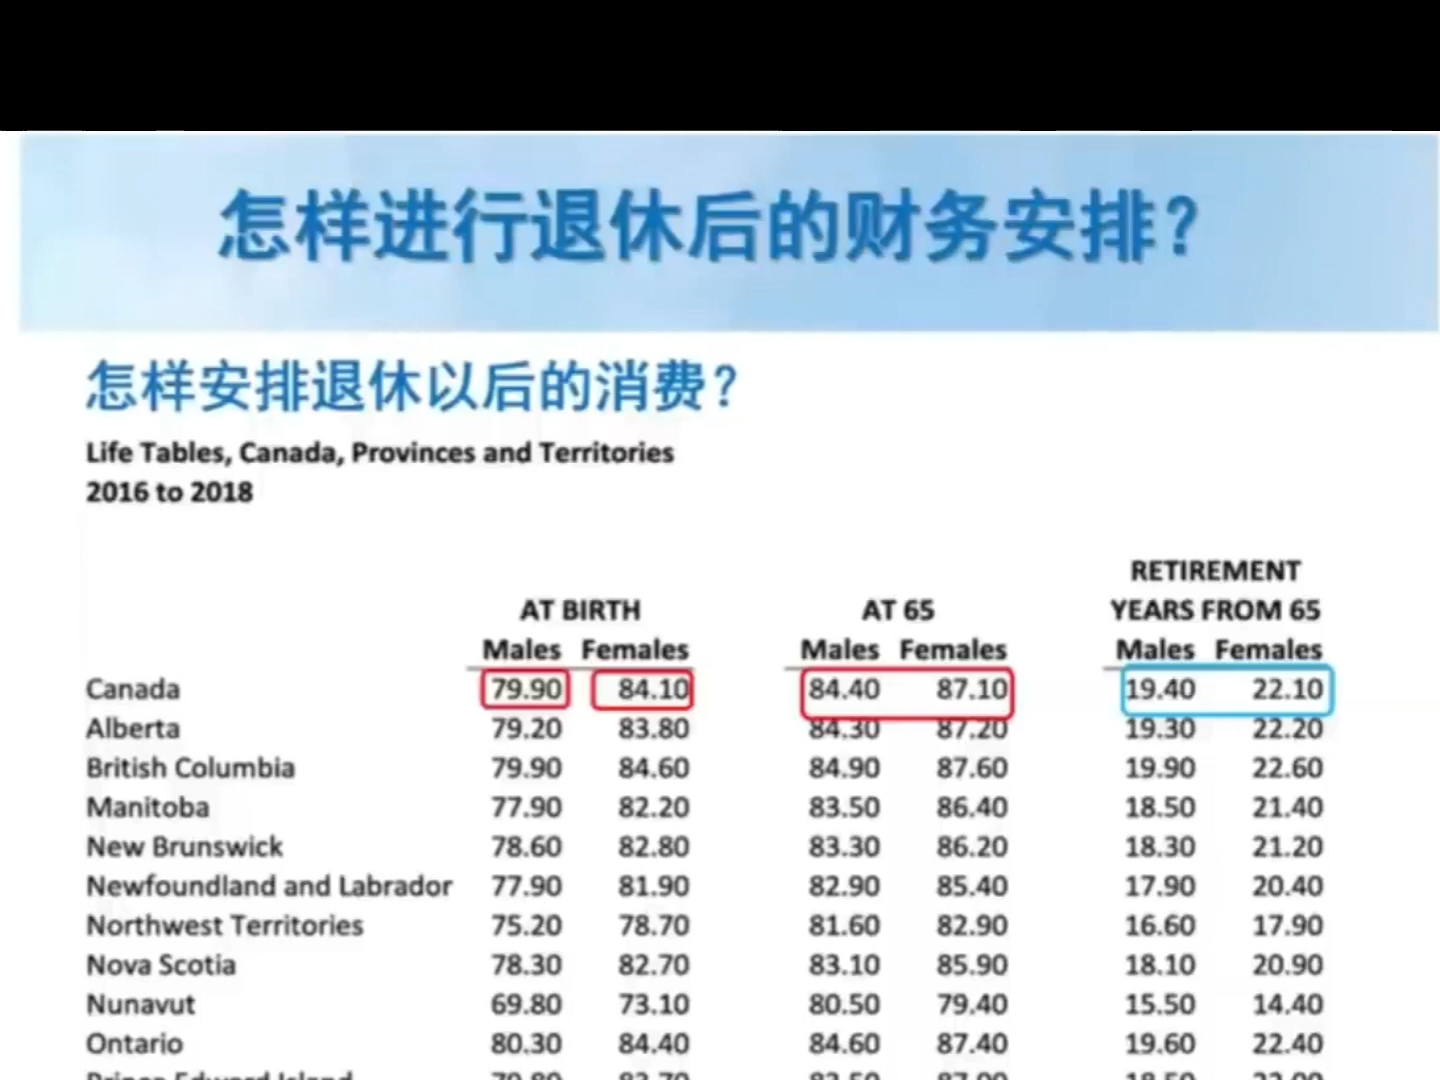 怎样进行退休后的财务安排?
怎样安排退休以后的消费?
Life Tables, Canada, Provinces and Territories
2016 to 2018
RETIREMENT
AT BIRTH AT 65 YEARS FROM 65
Males Females Males Females Males Females
Canada 79.90 84.10 84.40 87.10 19.40 22.10
Alberta 79.20 83.80 84.30 87.20 19.30 22.20
British Columbia 79.90 84.60 84.90 87.60 19.90 22.60
Manitoba 77.90 82.20 83.50 86.40 18.50 21.40
New Brunswick 78.60 82.80 83.30 86.20 18.30 21.20
Newfoundland and Labrador 77.90 81.90 82.90 85.40 17.90 20.40
Northwest Territories 75.20 78.70 81.60 82.90 16.60 17.90
Nova Scotia 78.30 82.70 83.10 85.90 18.10 20.90
Nunavut 69.80 73.10 80.50 79.40 15.50 14.40
Ontario 80.30 84.40 84.60 87.40 19.60 22.40